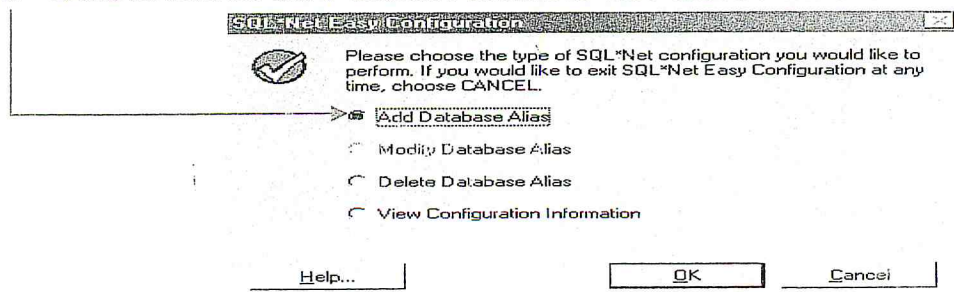 SQL*Net Easy Configuration
Please choose the type of SQL*Net configuration you would like to
perform. If you would like to exit SQL*Net Easy Configuration at any
time, choose CANCEL.
Add Database Alias
Modify Database Alias
Delete Database Alias
View Configuration Information
Help... OK Cancel